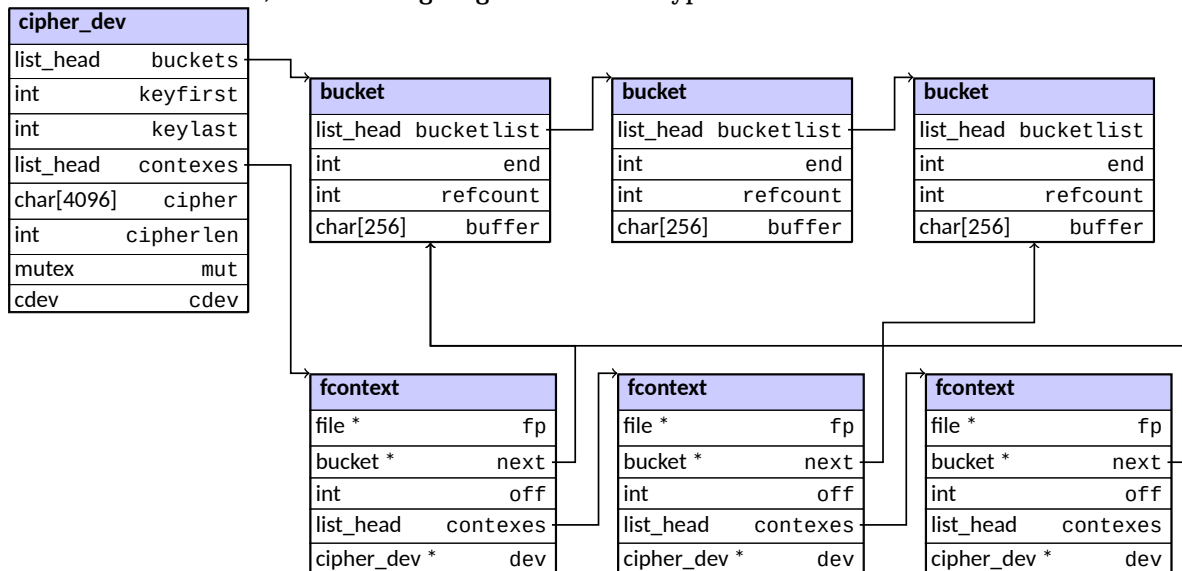 cipher_dev
list_head buckets
int keyfirst
int keylast
list_head contexes
char[4096] cipher
int cipherlen
mutex mut
cdev cdev
bucket
list_head bucketlist
int end
int refcount
char[256] buffer
bucket
list_head bucketlist
int end
int refcount
char[256] buffer
bucket
list_head bucketlist
int end
int refcount
char[256] buffer
fcontext
file * fp
bucket * next
int off
list_head contexes
cipher_dev * dev
fcontext
file * fp
bucket * next
int off
list_head contexes
cipher_dev * dev
fcontext
file * fp
bucket * next
int off
list_head contexes
cipher_dev * dev